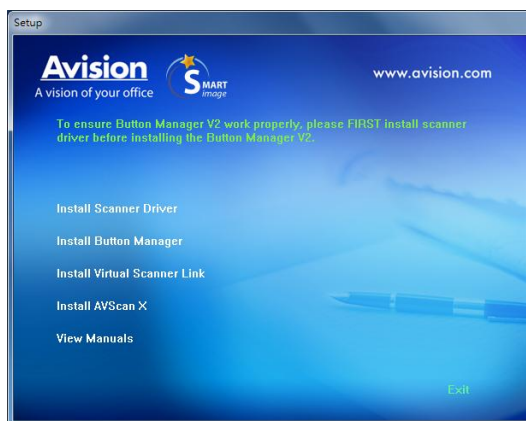 Setup
Avision
A vision of your office
SMART
image
www.avision.com
To ensure Button Manager V2 work properly, please FIRST install scanner
driver before installing the Button Manager V2.
Install Scanner Driver
Install Button Manager
Install Virtual Scanner Link
Install AVScan X
View Manuals
Exit